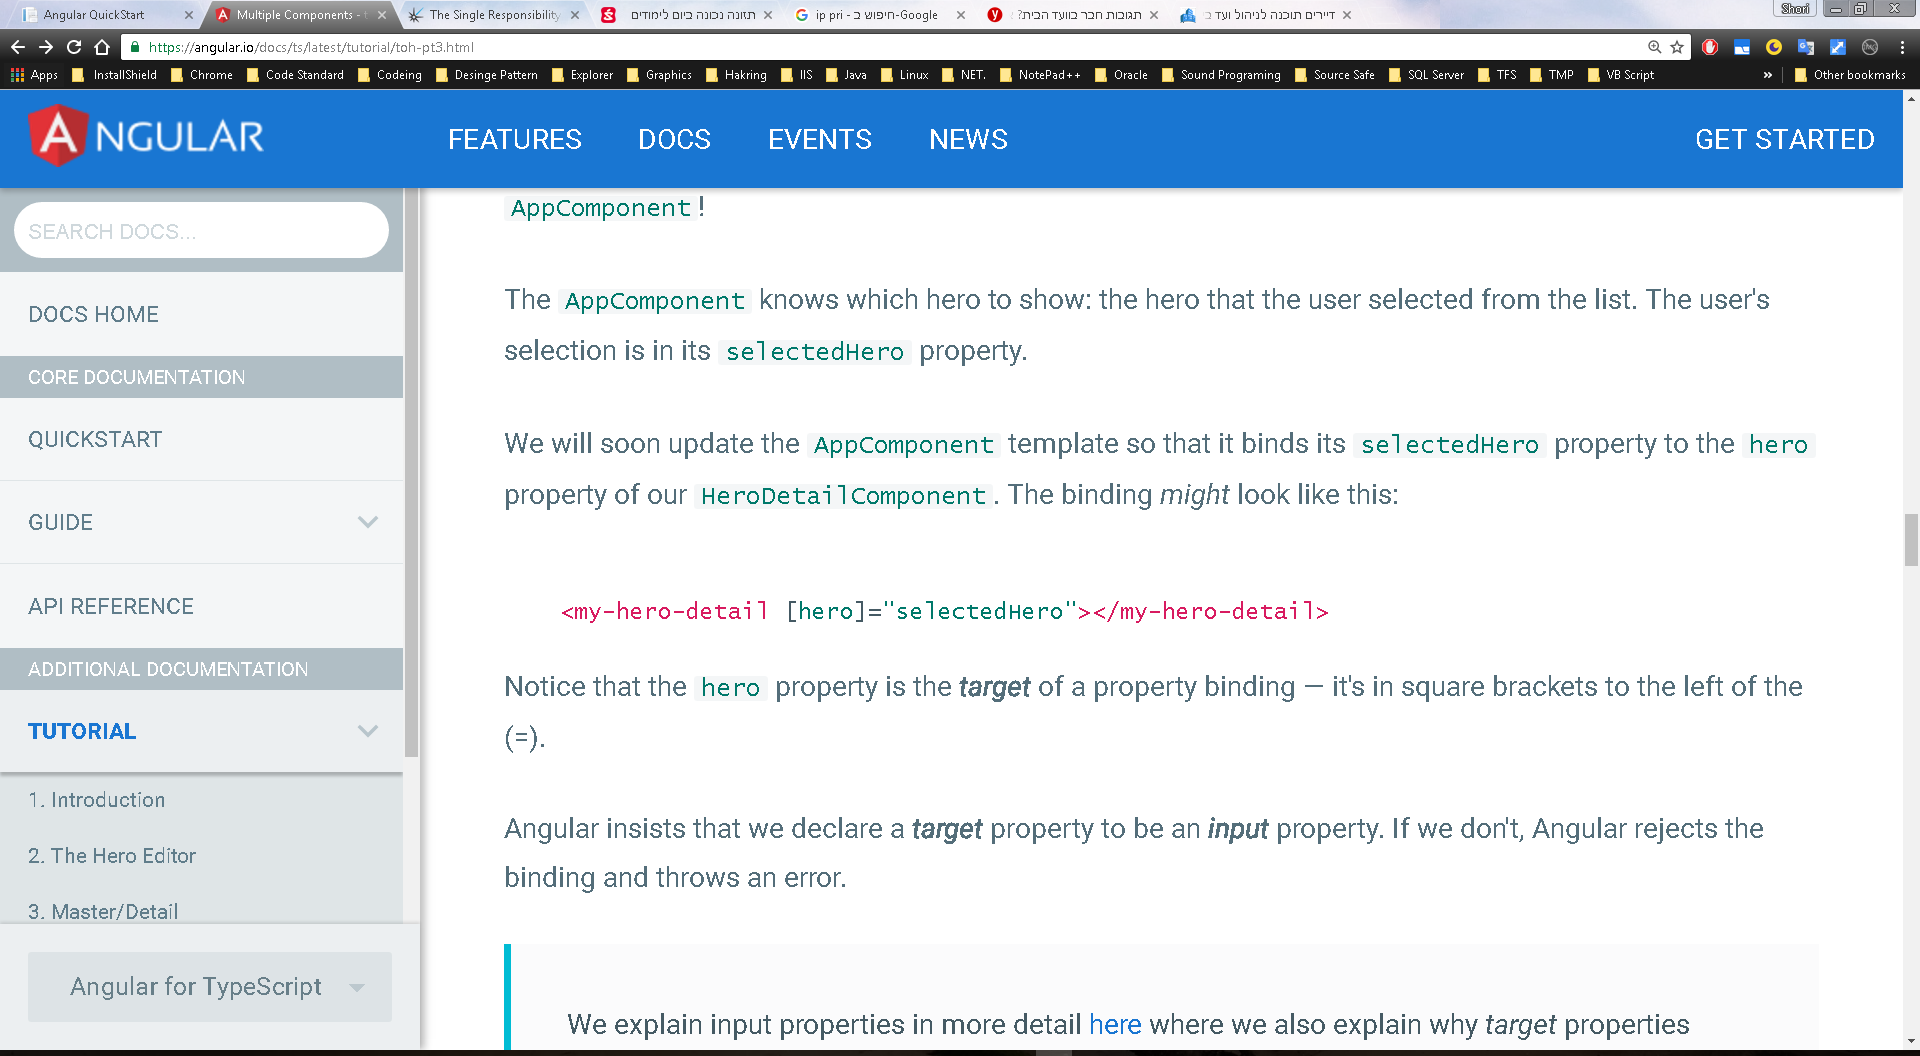 Angular QuickStart
Multiple Components - t
The Single Responsibility
תזונה נכונה ביום לימודים
ip pri - חיפוש ב-Google
תגובות חבר בוועד הבית?
דיירים תוכנה לניהול ועד ב
Shori
https://angular.io/docs/ts/latest/tutorial/toh-pt3.html
Apps InstallShield Chrome Code Standard Codeing Desinge Pattern Explorer Graphics Hakring IIS Java Linux NET. NotePad++ Oracle Sound Programing Source Safe SQL Server TFS TMP VB Script » Other bookmarks
ANGULAR
FEATURES DOCS EVENTS NEWS GET STARTED
SEARCH DOCS...
DOCS HOME
CORE DOCUMENTATION
QUICKSTART
GUIDE
API REFERENCE
ADDITIONAL DOCUMENTATION
TUTORIAL
1. Introduction
2. The Hero Editor
3. Master/Detail
Angular for TypeScript
AppComponent!
The AppComponent knows which hero to show: the hero that the user selected from the list. The user's
selection is in its selectedHero property.
We will soon update the AppComponent template so that it binds its selectedHero property to the hero
property of our HeroDetailComponent. The binding might look like this:
<my-hero-detail [hero]="selectedHero"></my-hero-detail>
Notice that the hero property is the target of a property binding — it's in square brackets to the left of the
(=).
Angular insists that we declare a target property to be an input property. If we don't, Angular rejects the
binding and throws an error.
We explain input properties in more detail here where we also explain why target properties